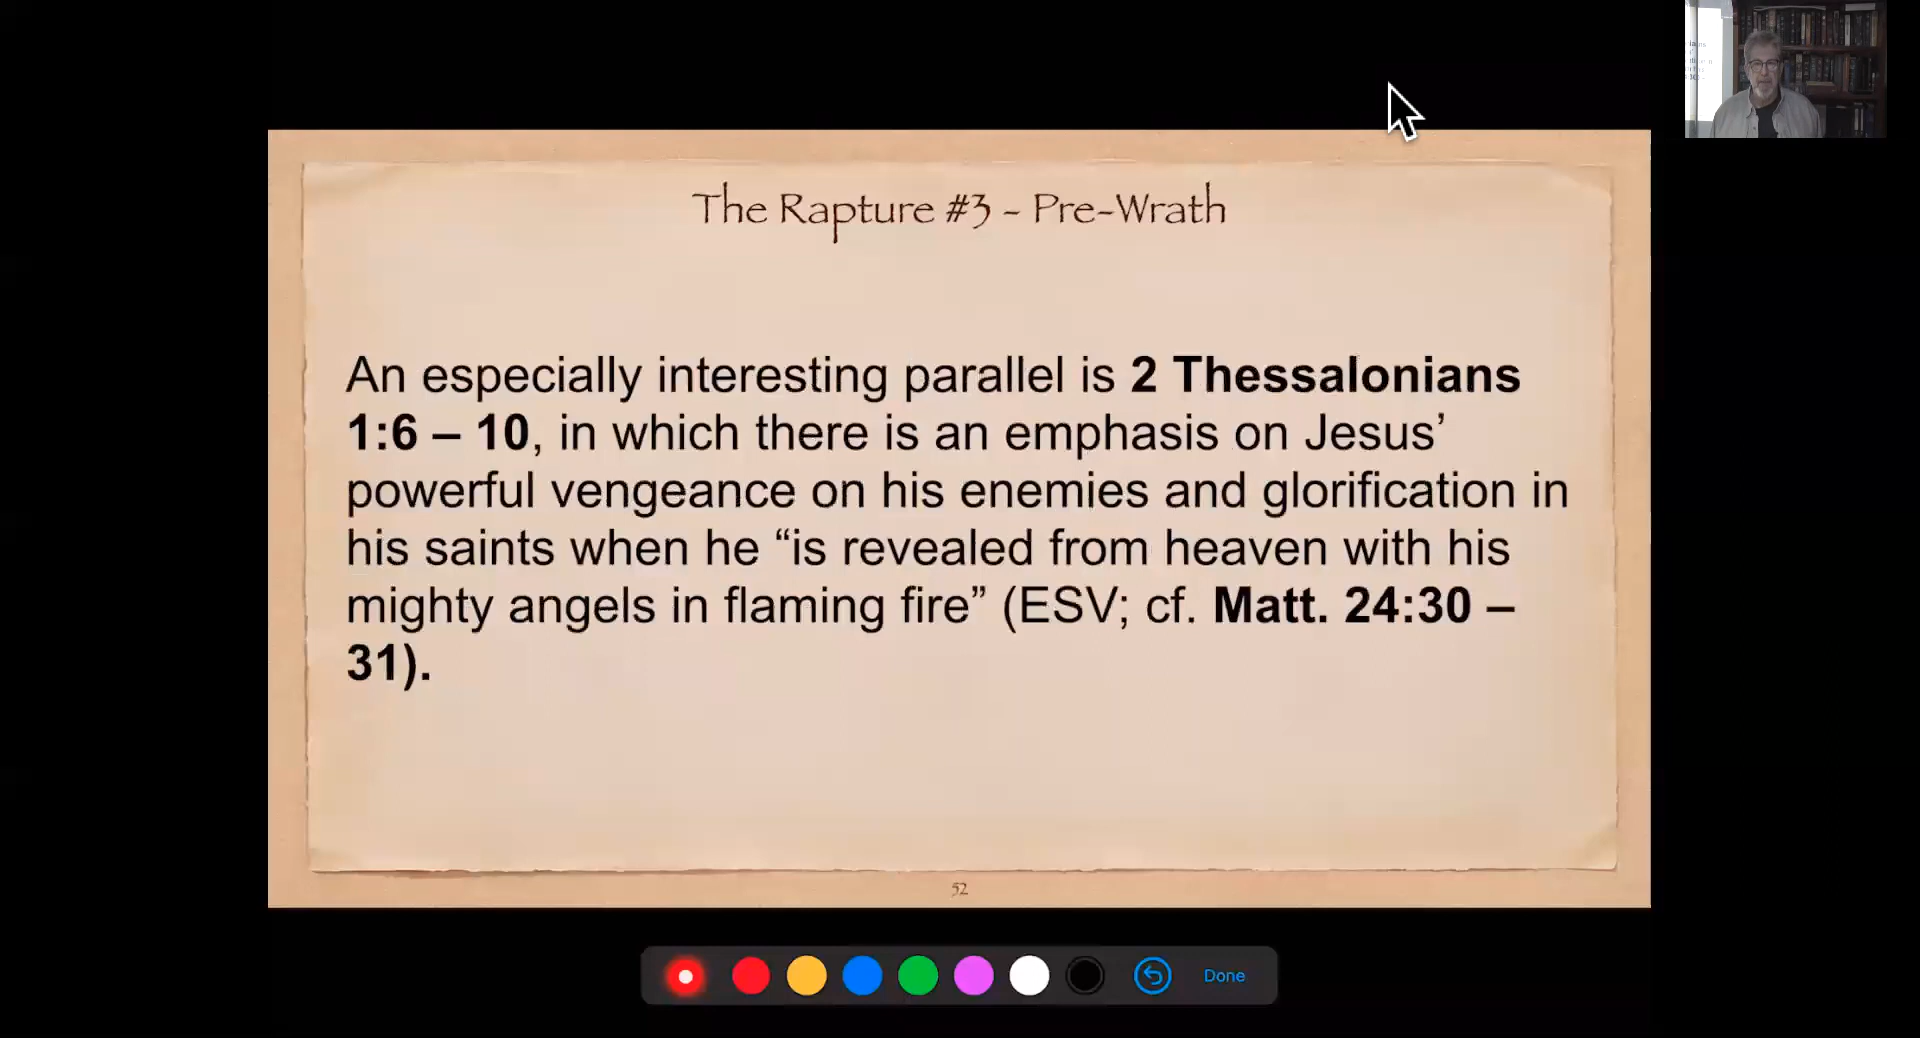 The Rapture #3 - Pre-Wrath
An especially interesting parallel is 2 Thessalonians
1:6 – 10, in which there is an emphasis on Jesus’
powerful vengeance on his enemies and glorification in
his saints when he “is revealed from heaven with his
mighty angels in flaming fire” (ESV; cf. Matt. 24:30 –
31).
52
Done